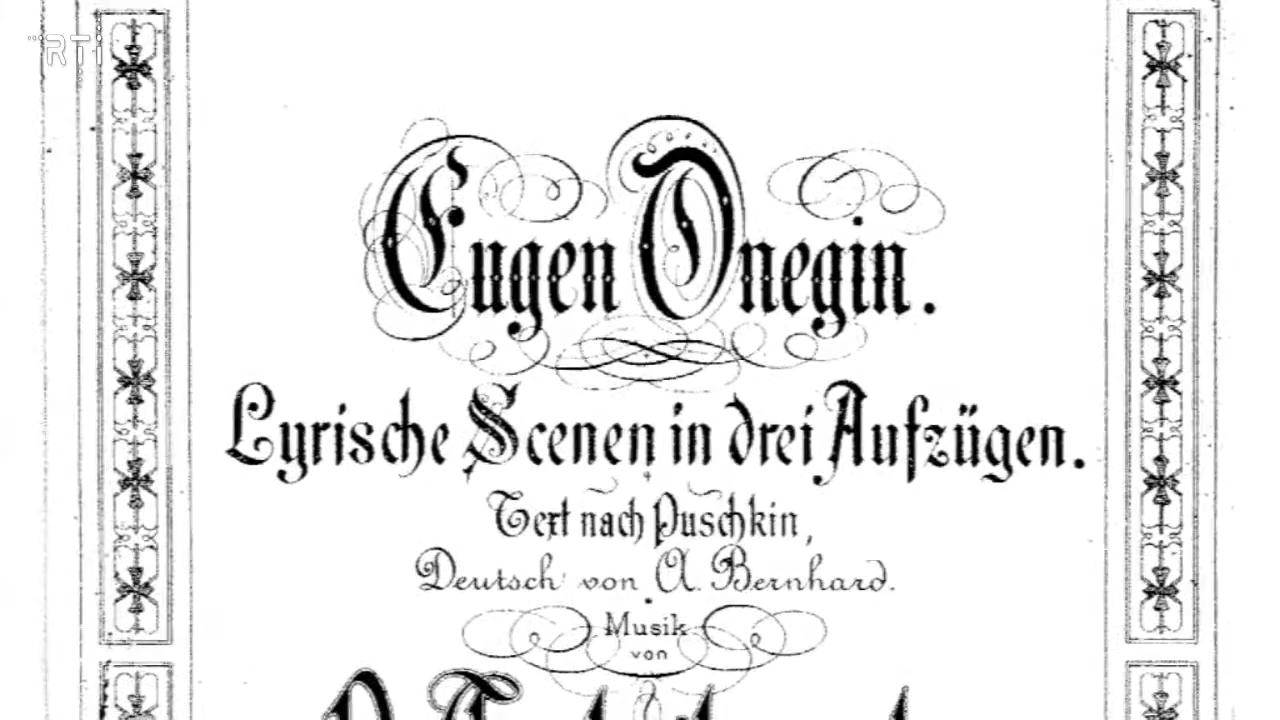 RTI
Eugen Onegin.
Lyrische Scenen in drei Aufzügen.
Text nach Puschkin,
Deutsch von A. Bernhard.
Musik
von